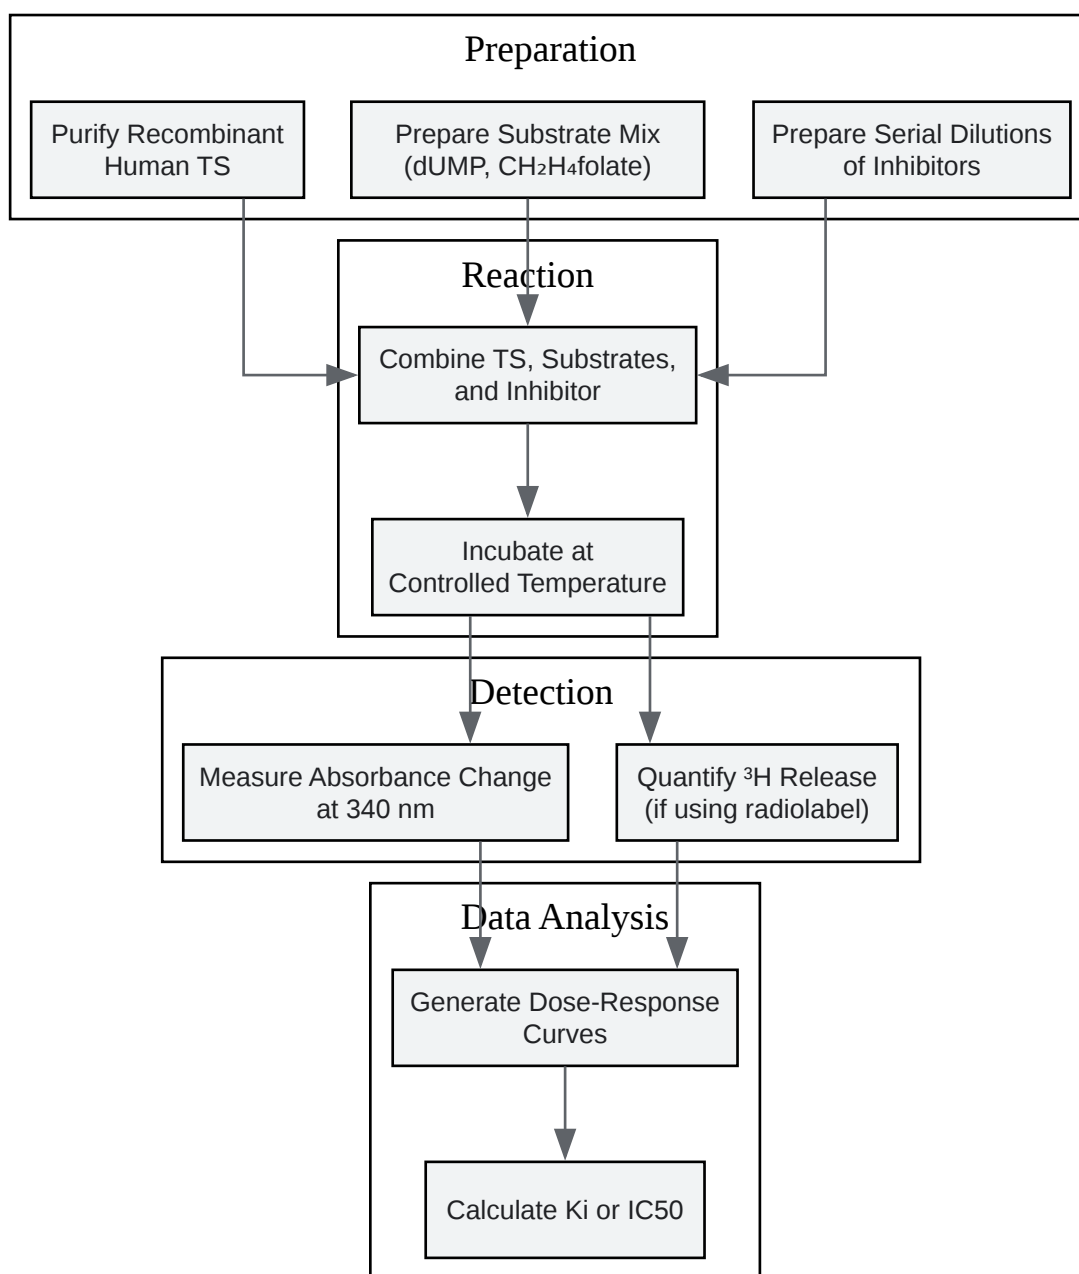 Preparation
Purify Recombinant
Human TS
Prepare Substrate Mix
(dUMP, CH₂H₄folate)
Prepare Serial Dilutions
of Inhibitors
Reaction
Combine TS, Substrates,
and Inhibitor
Incubate at
Controlled Temperature
Detection
Measure Absorbance Change
at 340 nm
Quantify ³H Release
(if using radiolabel)
Data Analysis
Generate Dose-Response
Curves
Calculate Ki or IC50